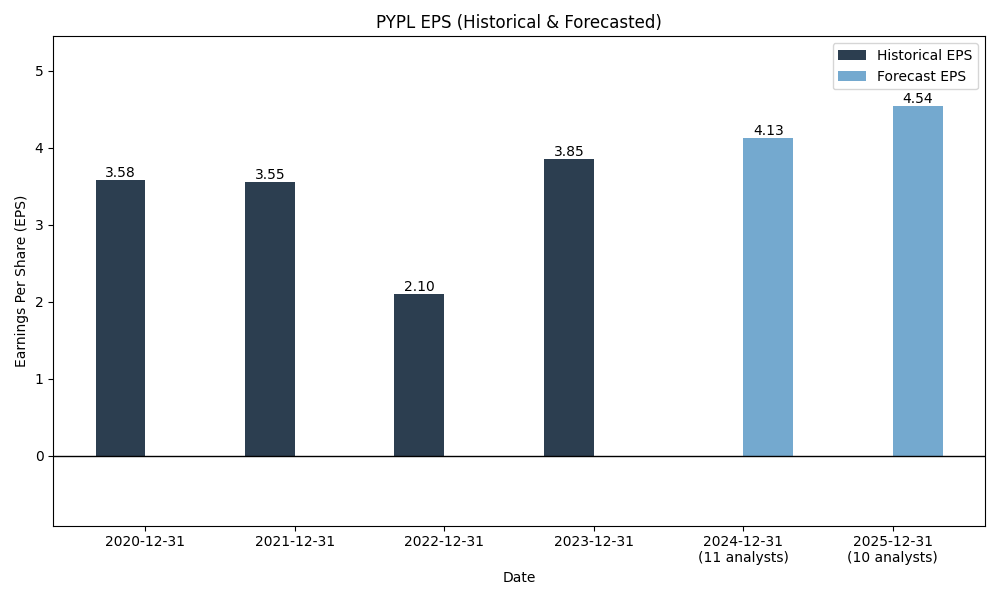 PYPL EPS (Historical & Forecasted)
Historical EPS
Forecast EPS
Earnings Per Share (EPS)
5
4
3
2
1
0
3.58
3.55
2.10
3.85
4.13
4.54
2020-12-31
2021-12-31
2022-12-31
2023-12-31
2024-12-31
(11 analysts)
2025-12-31
(10 analysts)
Date